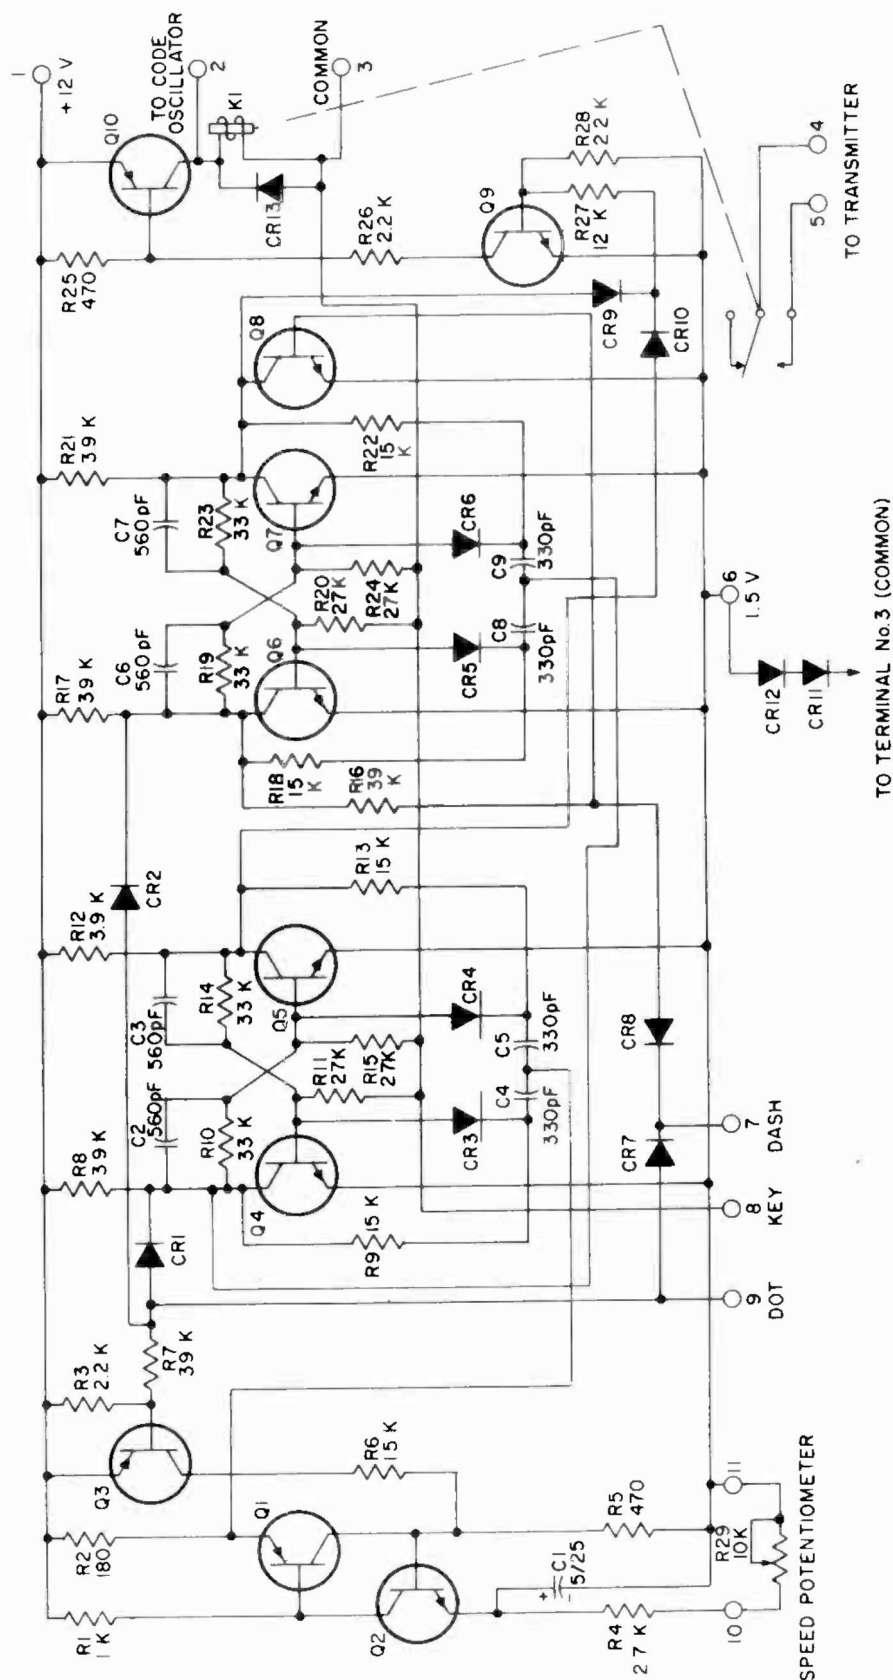 1
+12 V
TO CODE
OSCILLATOR
2
COMMON
3
Q10
K1
CR13
R25
470
R26
2.2 K
Q9
R28
2.2 K
R27
12 K
4
5
TO TRANSMITTER
CR9
CR10
Q8
R21
3.9 K
R22
15
K
C7
560pF
R23
33 K
Q7
CR6
C9
330pF
R20
27K
R24
27K
C6
560pF
R19
33 K
Q6
CR5
C8
330pF
R17
3.9 K
R18
15
K
R16
39
K
6
1.5 V
CR12
CR11
TO TERMINAL No.3 (COMMON)
CR2
R12
3.9 K
R13
15 K
C3
560pF
R14
33 K
Q5
CR4
C5
330pF
R11
27K
R15
27K
C2
560pF
R10
33 K
Q4
CR3
C4
330pF
R8
3.9 K
R9
15 K
CR8
CR7
7
DASH
8
KEY
9
DOT
CR1
R7
39 K
R3
2.2 K
Q3
R6
1.5 K
R2
180
Q1
R5
470
R1
1 K
Q2
C1
5/25
R4
2.7 K
11
R29
10K
10
SPEED POTENTIOMETER